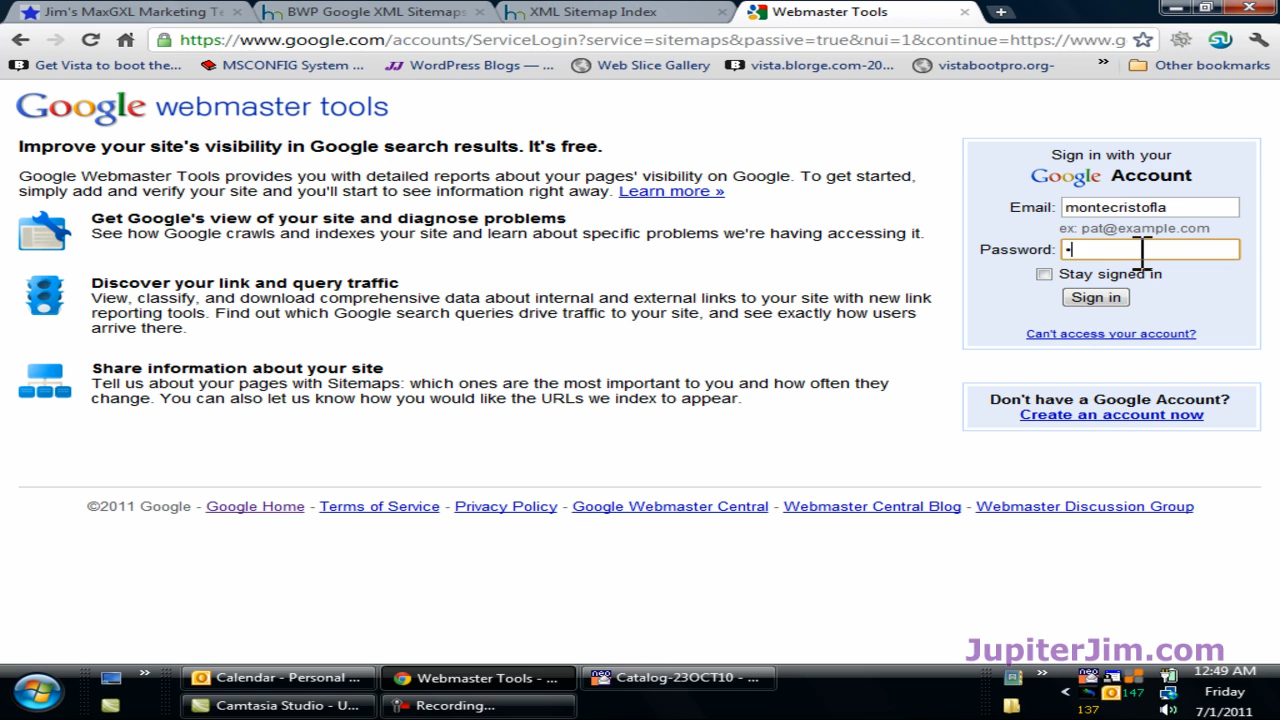 Jim's MaxGXL Marketing Te
BWP Google XML Sitemaps
XML Sitemap Index
Webmaster Tools
https://www.google.com/accounts/ServiceLogin?service=sitemaps&passive=true&nui=1&continue=https://www.g
Get Vista to boot the...
MSCONFIG System ...
WordPress Blogs — ...
Web Slice Gallery
vista.blorge.com-20...
vistabootpro.org-
Other bookmarks
Google webmaster tools
Improve your site's visibility in Google search results. It's free.
Google Webmaster Tools provides you with detailed reports about your pages' visibility on Google. To get started,
simply add and verify your site and you'll start to see information right away. Learn more »
Get Google's view of your site and diagnose problems
See how Google crawls and indexes your site and learn about specific problems we're having accessing it.
Discover your link and query traffic
View, classify, and download comprehensive data about internal and external links to your site with new link
reporting tools. Find out which Google search queries drive traffic to your site, and see exactly how users
arrive there.
Share information about your site
Tell us about your pages with Sitemaps: which ones are the most important to you and how often they
change. You can also let us know how you would like the URLs we index to appear.
Sign in with your
Google Account
Email: montecristofla
ex: pat@example.com
Password: •
Stay signed in
Sign in
Can't access your account?
Don't have a Google Account?
Create an account now
©2011 Google - Google Home - Terms of Service - Privacy Policy - Google Webmaster Central - Webmaster Central Blog - Webmaster Discussion Group
JupiterJim.com
Calendar - Personal ...
Webmaster Tools - ...
Catalog-23OCT10 - ...
Camtasia Studio - U...
Recording...
147
137
12:49 AM
Friday
7/1/2011